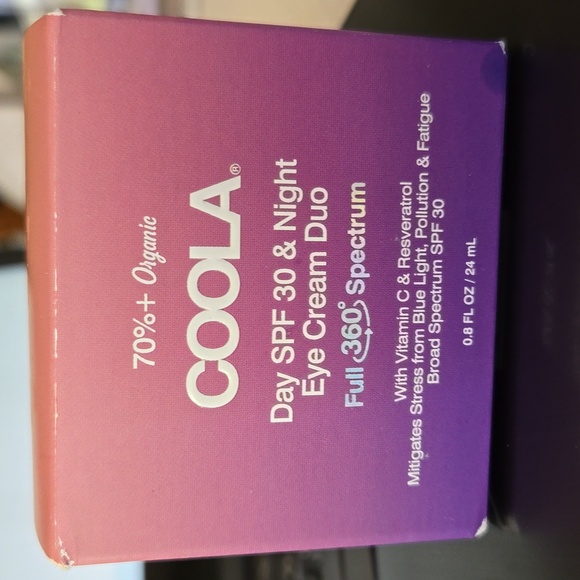 70%+ Organic
COOLA®
Day SPF 30 & Night
Eye Cream Duo
Full 360° Spectrum
With Vitamin C & Resveratrol
Mitigates Stress from Blue Light, Pollution & Fatigue
Broad Spectrum SPF 30
0.8 FL OZ / 24 mL